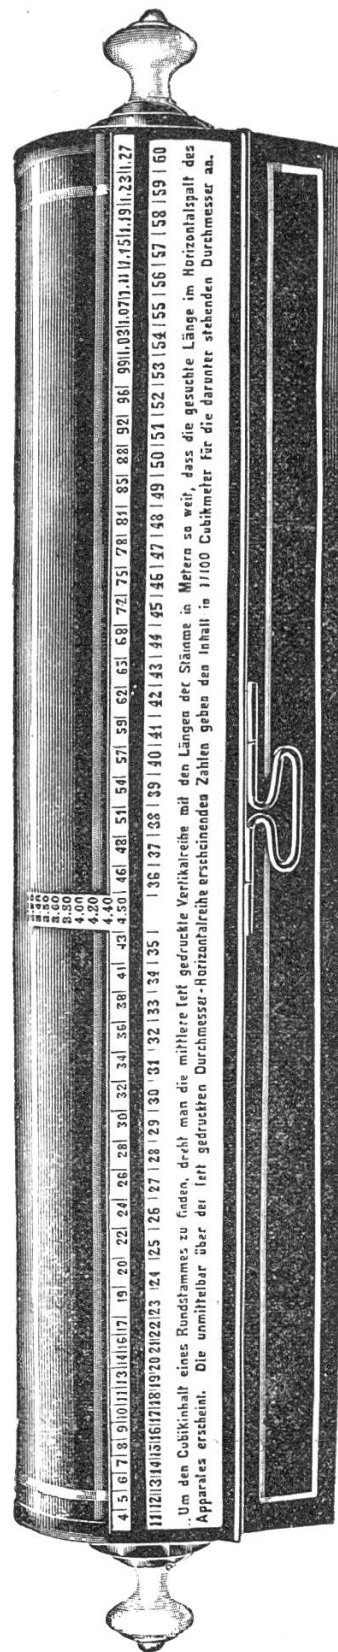 3.60
3.80
4.00
4.20
4.40
4| 5| 6| 7| 8| 9|10|11|13|14|16|17| 19| 20| 22| 24| 26| 28| 30| 32| 34| 36| 38| 41| 43| 4.50| 46| 48| 51| 54| 57| 59| 62| 65| 68| 72| 75| 78| 81| 85| 88| 92| 96| 99|1.03|1.07|1.11|1.15|1.19|1.23|1.27
11|12|13|14|15|16|17|18|19|20|21|22|23|24|25|26|27|28|29|30|31|32|33|34|35| |36|37|38|39|40|41|42|43|44|45|46|47|48|49|50|51|52|53|54|55|56|57|58|59|60
„Um den Cubikinhalt eines Rundstammes zu finden, dreht man die mittlere fett gedruckte Vertikalreihe mit den Längen der Stämme in Metern so weit, dass die gesuchte Länge im Horizontalspalt des
Apparates erscheint. Die unmittelbar über der fett gedruckten Durchmesser-Horizontalreihe erscheinenden Zahlen geben den Inhalt in 1/100 Cubikmeter für die darunter stehenden Durchmesser an.